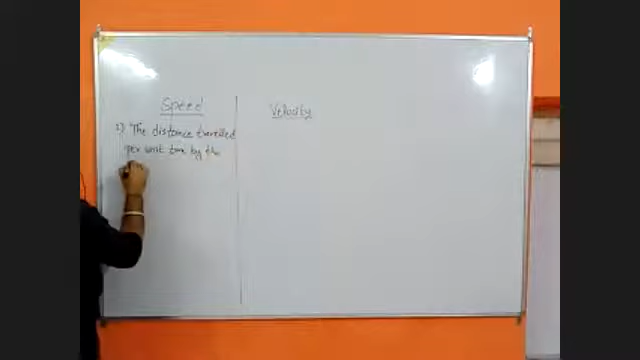 Speed
Velocity
1) The distance travelled
per unit time by the